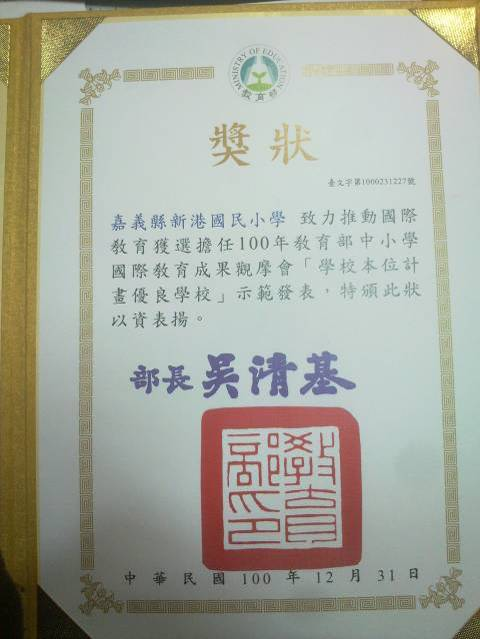 MINISTRY OF EDUCATION
教育部
獎狀
臺文字第1000231227號
嘉義縣新港國民小學 致力推動國際
教育獲選擔任100年教育部中小學
國際教育成果觀摩會「學校本位計
畫優良學校」示範發表，特頒此狀
以資表揚。
部長 吳清基
教育部印
中華民國100年12月31日